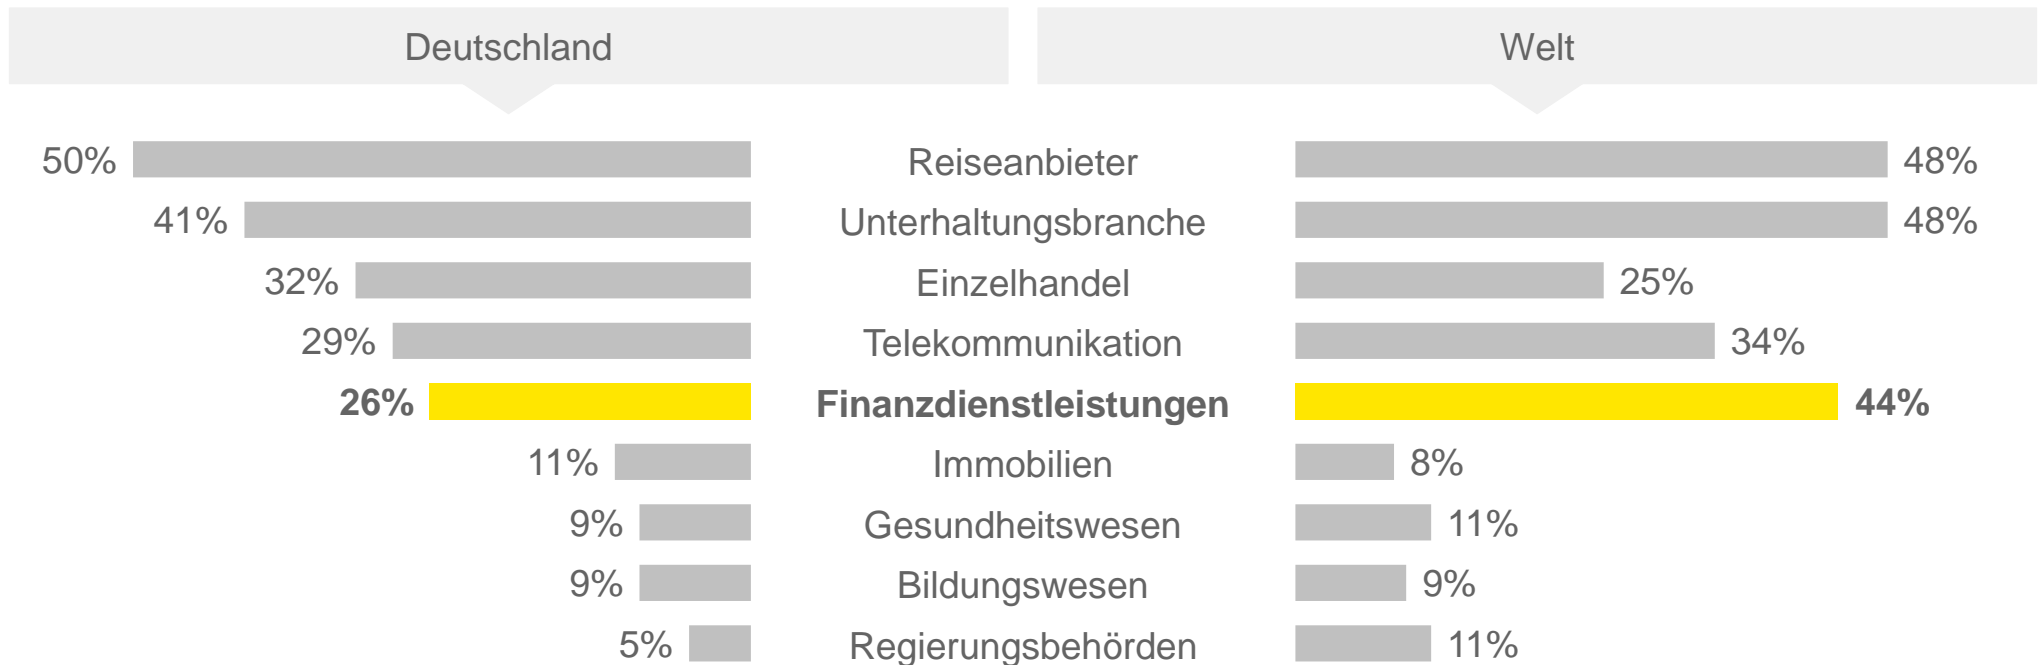 Deutschland Welt
50% Reiseanbieter 48%
41% Unterhaltungsbranche 48%
32% Einzelhandel 25%
29% Telekommunikation 34%
26% Finanzdienstleistungen 44%
11% Immobilien 8%
9% Gesundheitswesen 11%
9% Bildungswesen 9%
5% Regierungsbehörden 11%